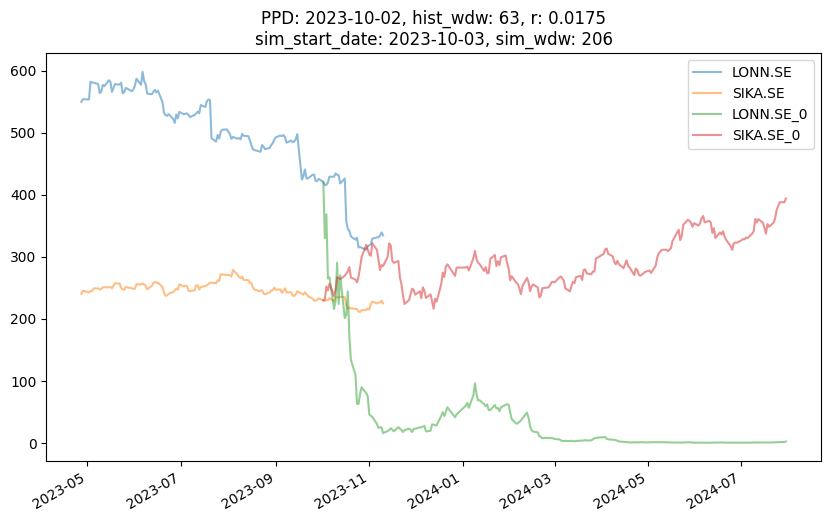 PPD: 2023-10-02, hist_wdw: 63, r: 0.0175
sim_start_date: 2023-10-03, sim_wdw: 206
LONN.SE
SIKA.SE
LONN.SE_0
SIKA.SE_0
600
500
400
300
200
100
0
2023-05
2023-07
2023-09
2023-11
2024-01
2024-03
2024-05
2024-07